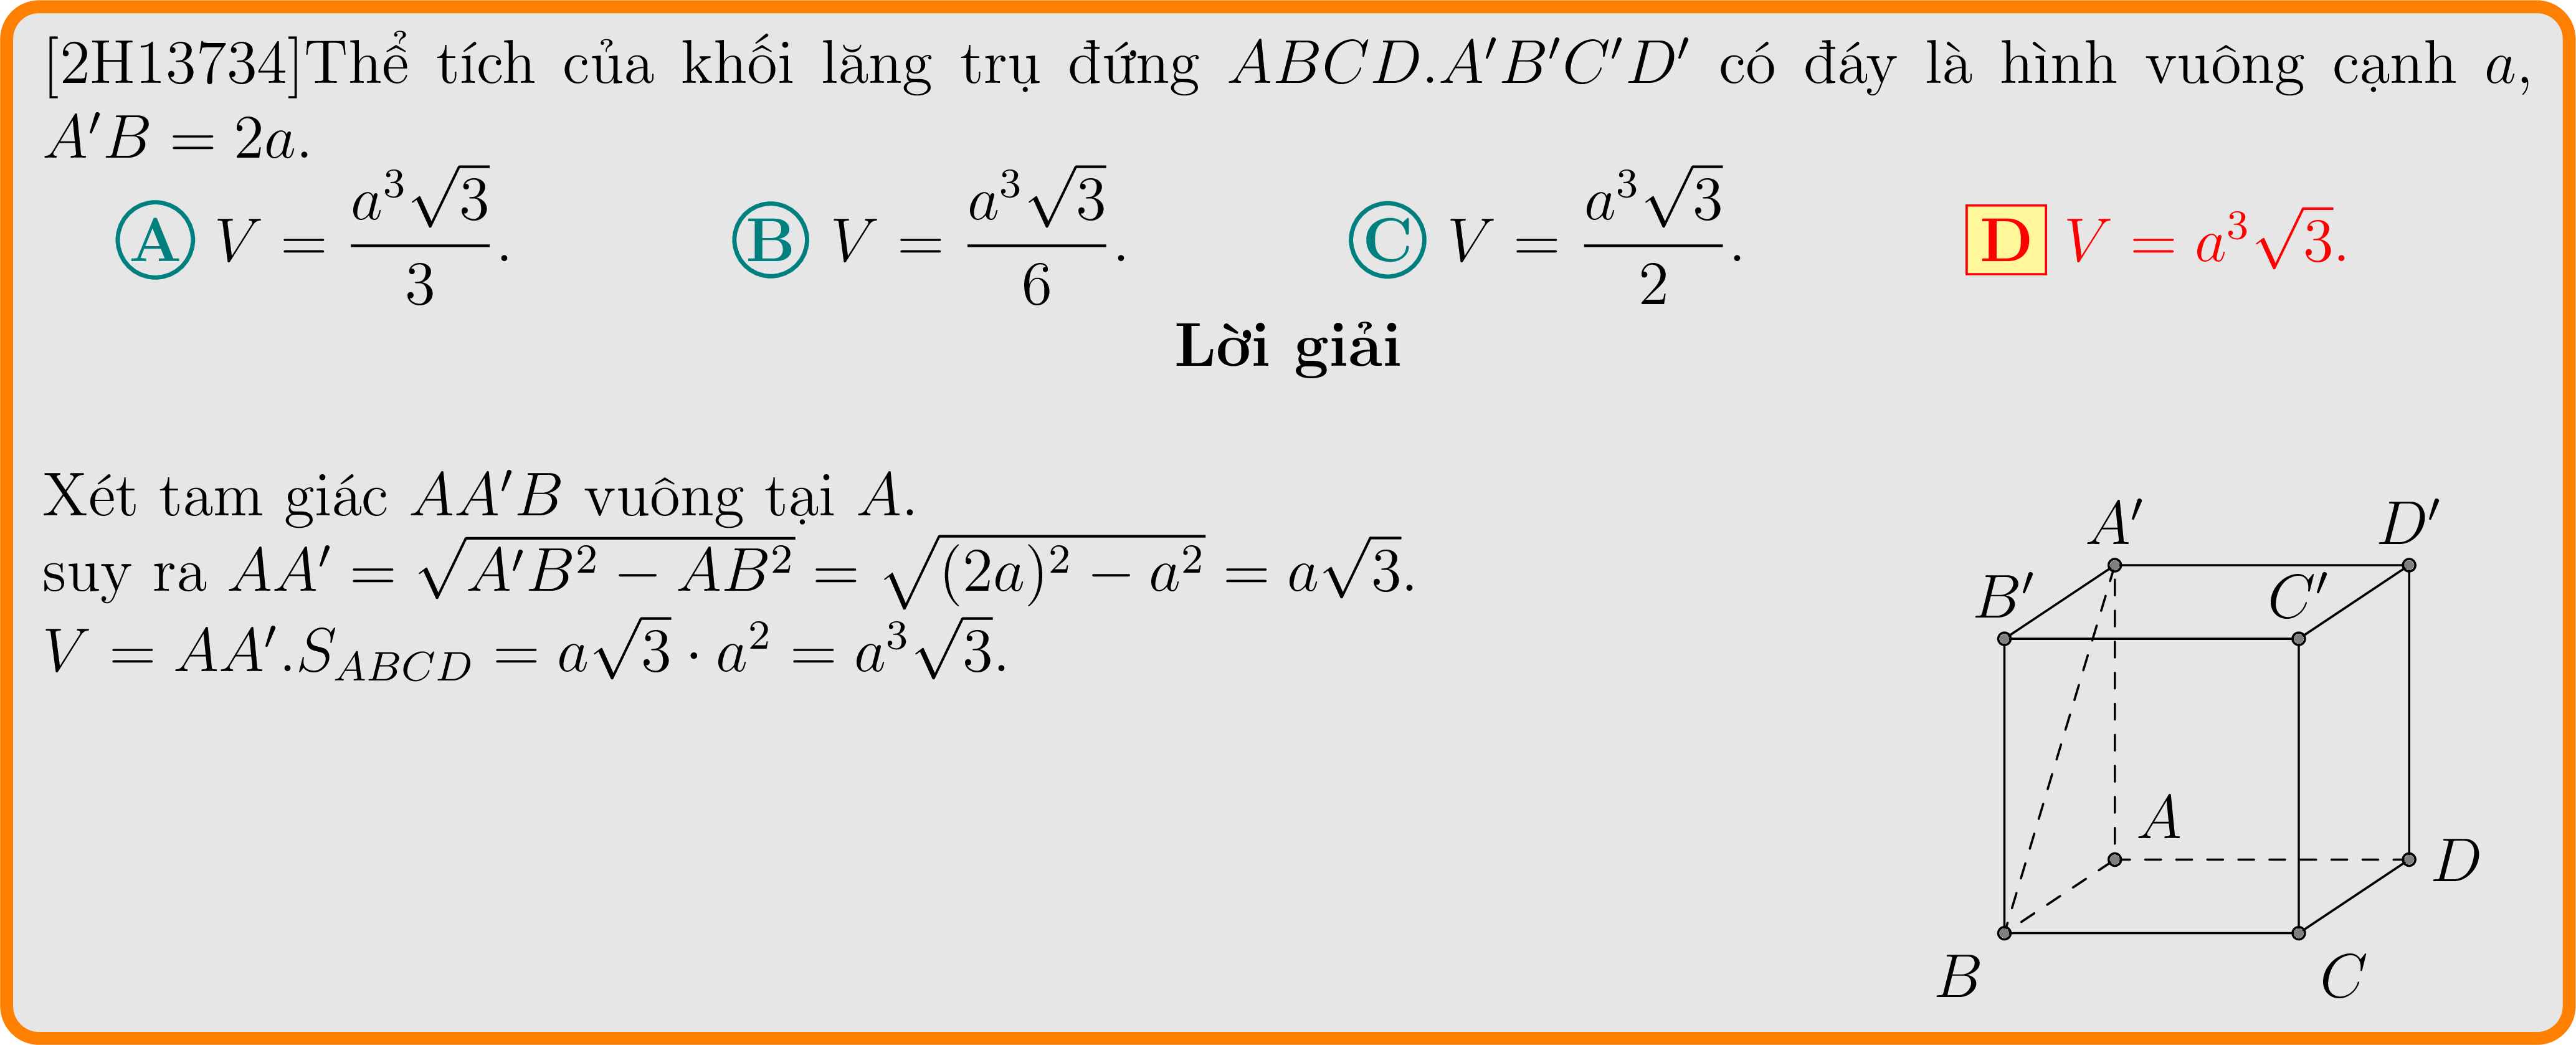 [2H13734]Thể tích của khối lăng trụ đứng ABCD.A′B′C′D′ có đáy là hình vuông cạnh a,
A′B = 2a.
A V = \frac{a^3\sqrt{3}}{3}. B V = \frac{a^3\sqrt{3}}{6}. C V = \frac{a^3\sqrt{3}}{2}. D V = a^3\sqrt{3}.
Lời giải
Xét tam giác AA′B vuông tại A.
suy ra AA′ = \sqrt{A′B^2 − AB^2} = \sqrt{(2a)^2 − a^2} = a\sqrt{3}.
V = AA′.S_{ABCD} = a\sqrt{3} · a^2 = a^3\sqrt{3}.
A′ D′
B′ C′
A
D
B C